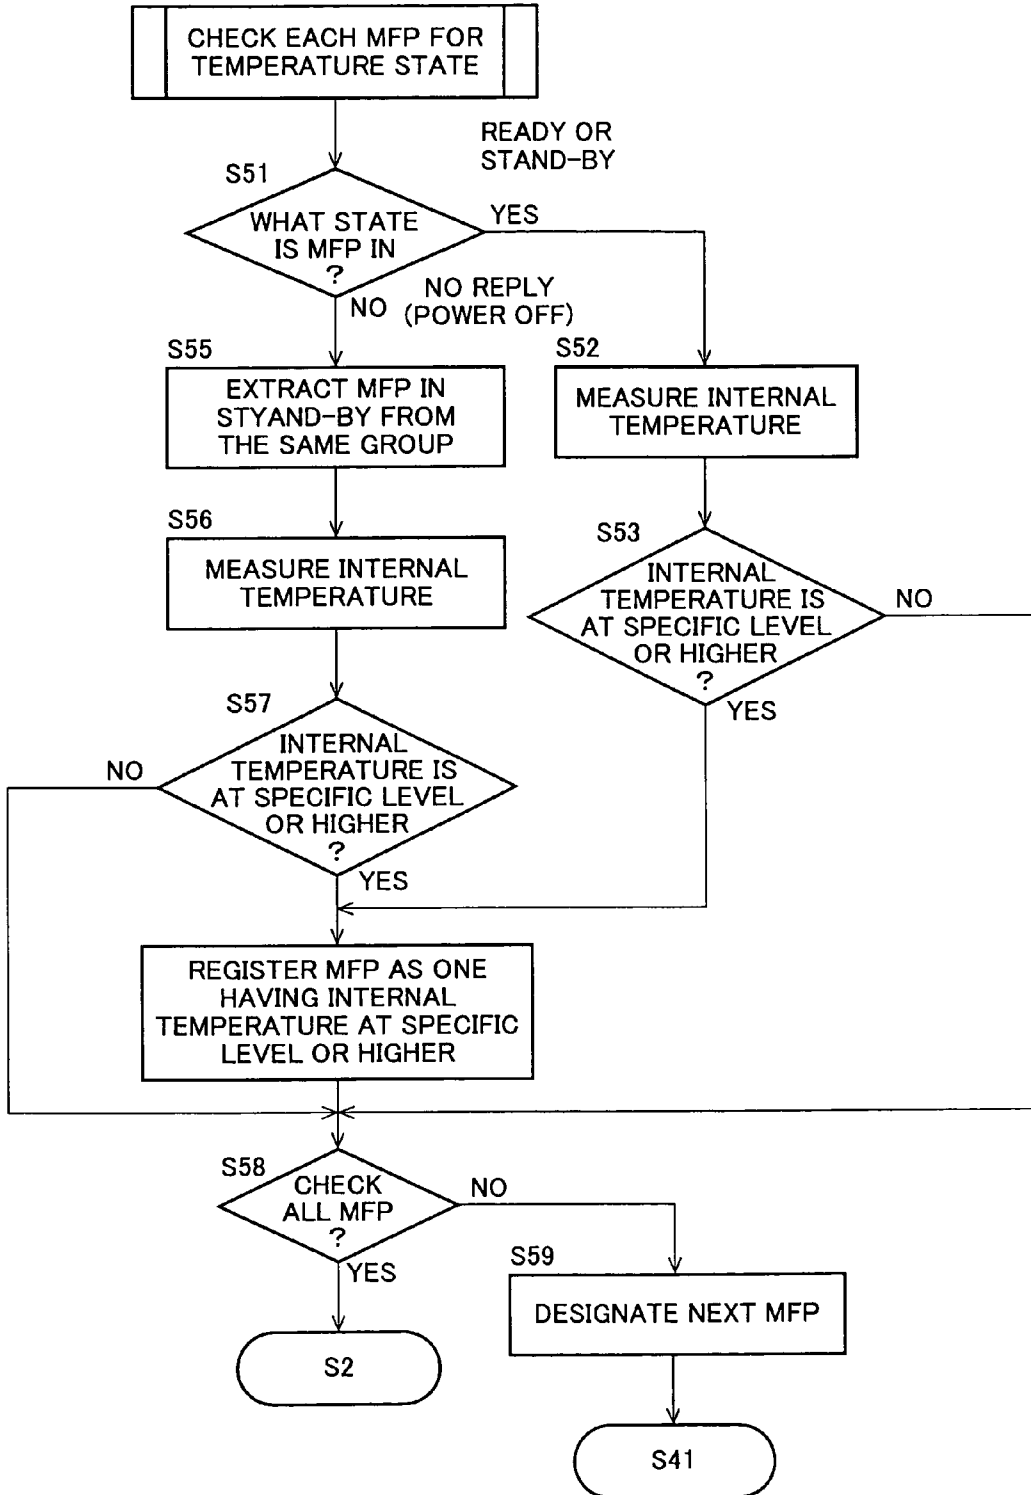 CHECK EACH MFP FOR
TEMPERATURE STATE
READY OR
STAND-BY
S51
WHAT STATE
IS MFP IN
?
YES
NO
NO REPLY
(POWER OFF)
S55
EXTRACT MFP IN
STYAND-BY FROM
THE SAME GROUP
S52
MEASURE INTERNAL
TEMPERATURE
S56
MEASURE INTERNAL
TEMPERATURE
S53
INTERNAL
TEMPERATURE IS
AT SPECIFIC LEVEL
OR HIGHER
?
NO
YES
S57
INTERNAL
TEMPERATURE IS
AT SPECIFIC LEVEL
OR HIGHER
?
NO
YES
REGISTER MFP AS ONE
HAVING INTERNAL
TEMPERATURE AT SPECIFIC
LEVEL OR HIGHER
S58
CHECK
ALL MFP
?
NO
YES
S59
DESIGNATE NEXT MFP
S2
S41